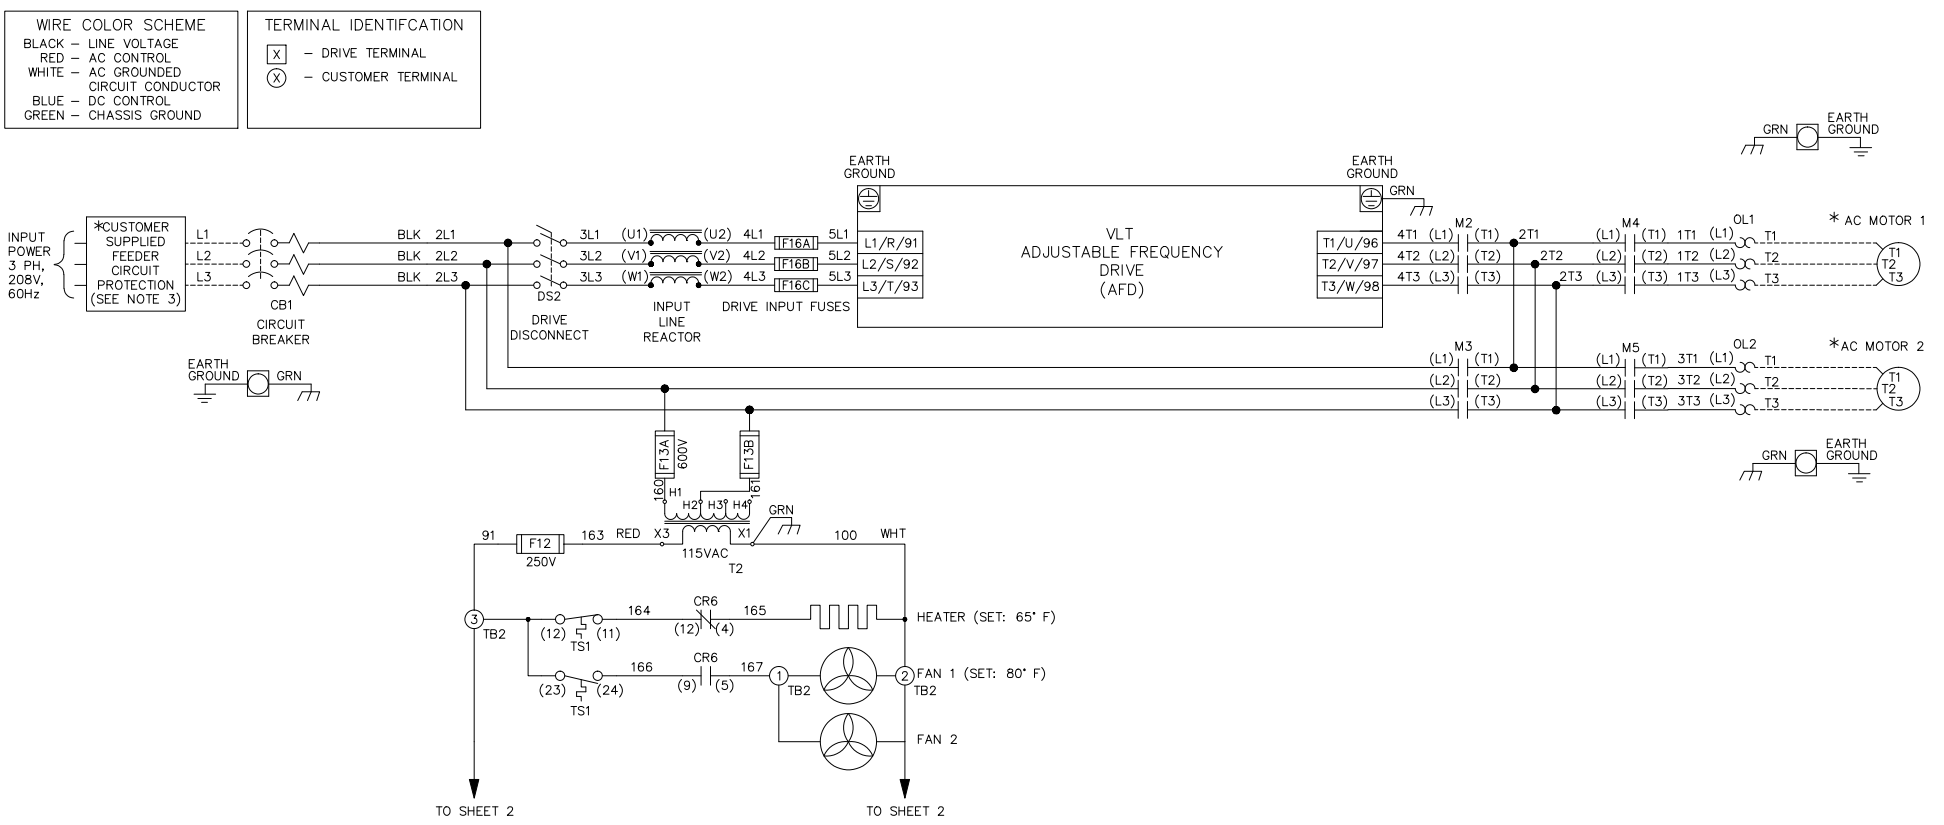 WIRE COLOR SCHEME
BLACK – LINE VOLTAGE
RED – AC CONTROL
WHITE – AC GROUNDED
CIRCUIT CONDUCTOR
BLUE – DC CONTROL
GREEN – CHASSIS GROUND
TERMINAL IDENTIFCATION
X – DRIVE TERMINAL
X – CUSTOMER TERMINAL
GRN
EARTH
GROUND
INPUT
POWER
3 PH,
208V,
60Hz
*CUSTOMER
SUPPLIED
FEEDER
CIRCUIT
PROTECTION
(SEE NOTE 3)
L1
L2
L3
CB1
CIRCUIT
BREAKER
BLK 2L1
BLK 2L2
BLK 2L3
DS2
DRIVE
DISCONNECT
3L1 (U1) (U2) 4L1 F16A 5L1
3L2 (V1) (V2) 4L2 F16B 5L2
3L3 (W1) (W2) 4L3 F16C 5L3
INPUT
LINE
REACTOR
DRIVE INPUT FUSES
EARTH
GROUND
L1/R/91
L2/S/92
L3/T/93
VLT
ADJUSTABLE FREQUENCY
DRIVE
(AFD)
EARTH
GROUND
GRN
T1/U/96
T2/V/97
T3/W/98
M2
4T1 (L1) (T1) 2T1
4T2 (L2) (T2) 2T2
4T3 (L3) (T3) 2T3
M4
(L1) (T1) 1T1 (L1)
(L2) (T2) 1T2 (L2)
(L3) (T3) 1T3 (L3)
OL1
T1
T2
T3
* AC MOTOR 1
T1
T2
T3
EARTH
GROUND
GRN
M3
(L1) (T1)
(L2) (T2)
(L3) (T3)
M5
(L1) (T1) 3T1 (L1)
(L2) (T2) 3T2 (L2)
(L3) (T3) 3T3 (L3)
OL2
T1
T2
T3
*AC MOTOR 2
T1
T2
T3
GRN
EARTH
GROUND
F13A
600V
F13B
160
161
H1
H2
H3
H4
GRN
91
F12
250V
163
RED
X3
X1
115VAC
T2
100
WHT
3
TB2
(12)
(11)
TS1
164
CR6
(12)
(4)
165
HEATER (SET: 65° F)
(23)
(24)
TS1
166
CR6
(9)
(5)
167
1
TB2
2
TB2
FAN 1 (SET: 80° F)
FAN 2
TO SHEET 2
TO SHEET 2